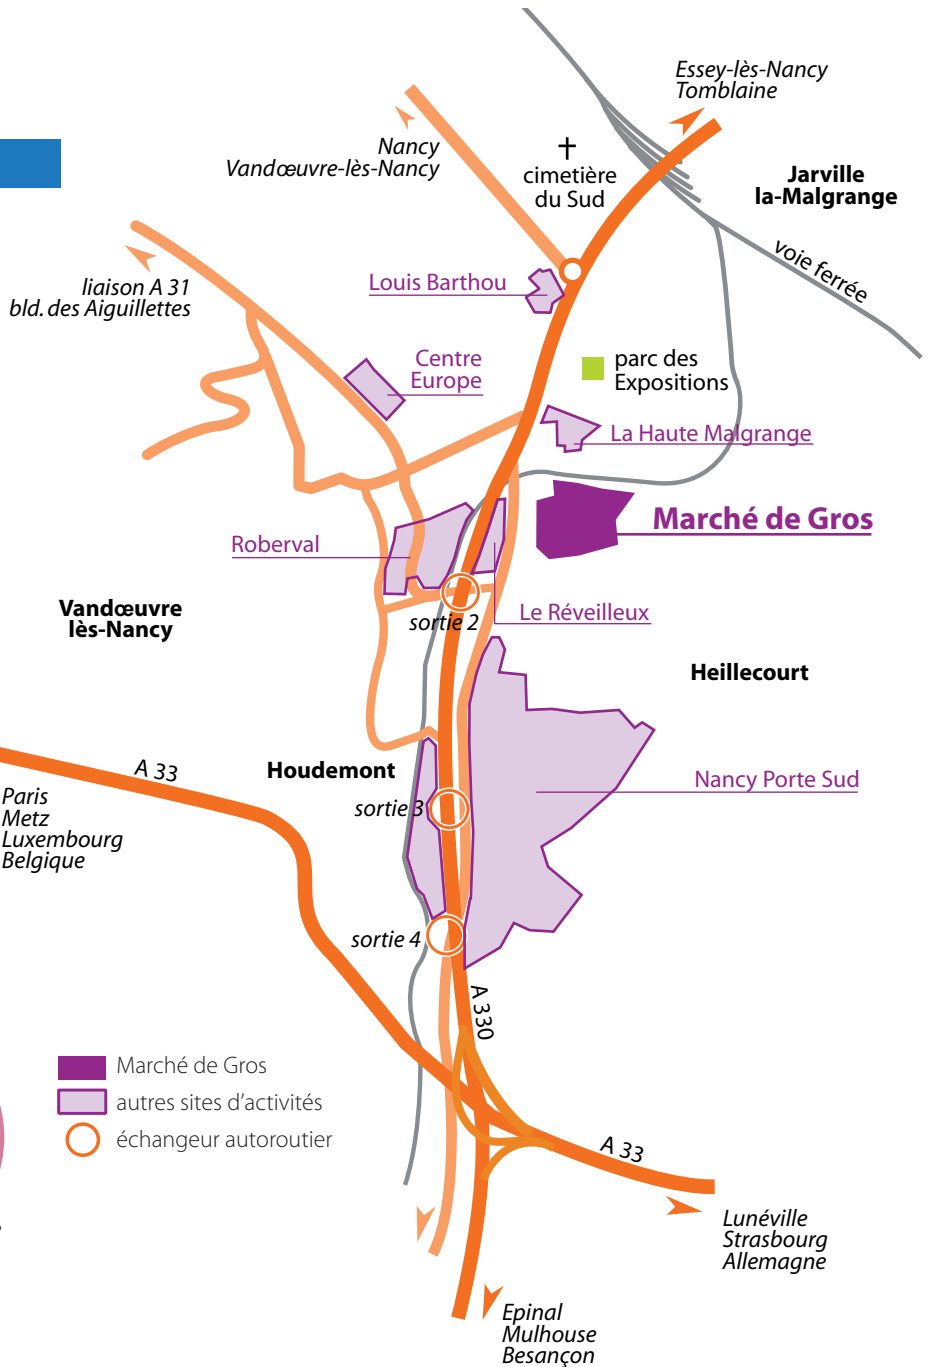 Essey-lès-Nancy
Tomblaine
Nancy
Vandœuvre-lès-Nancy
cimetière
du Sud
Jarville
la-Malgrange
voie ferrée
liaison A 31
bld. des Aiguillettes
Louis Barthou
Centre
Europe
parc des
Expositions
La Haute Malgrange
Marché de Gros
Roberval
Vandœuvre
lès-Nancy
sortie 2
Le Réveilleux
Heillecourt
A 33
Houdemont
Nancy Porte Sud
Paris
Metz
Luxembourg
Belgique
sortie 3
sortie 4
A 330
Marché de Gros
autres sites d'activités
échangeur autoroutier
A 33
Lunéville
Strasbourg
Allemagne
Epinal
Mulhouse
Besançon